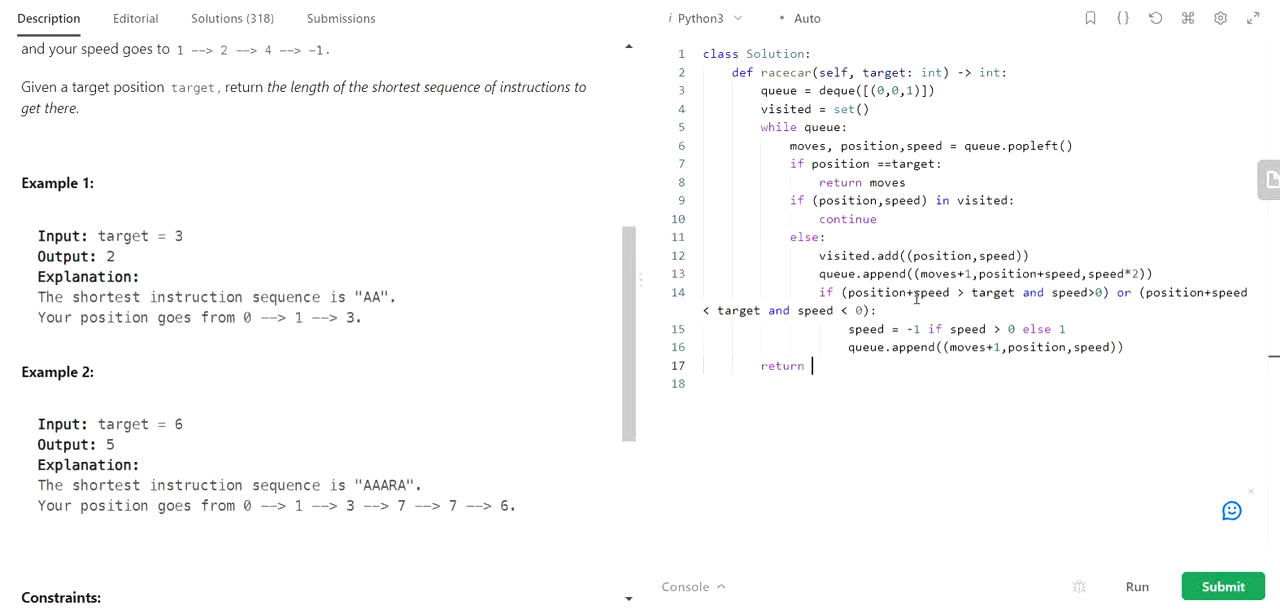 Description Editorial Solutions (318) Submissions
and your speed goes to 1 --> 2 --> 4 --> -1.
Given a target position target, return the length of the shortest sequence of instructions to
get there.
Example 1:
Input: target = 3
Output: 2
Explanation:
The shortest instruction sequence is "AA".
Your position goes from 0 --> 1 --> 3.
Example 2:
Input: target = 6
Output: 5
Explanation:
The shortest instruction sequence is "AAARA".
Your position goes from 0 --> 1 --> 3 --> 7 --> 7 --> 6.
Constraints:
i Python3 • Auto
1 class Solution:
2 def racecar(self, target: int) -> int:
3 queue = deque([(0,0,1)])
4 visited = set()
5 while queue:
6 moves, position,speed = queue.popleft()
7 if position ==target:
8 return moves
9 if (position,speed) in visited:
10 continue
11 else:
12 visited.add((position,speed))
13 queue.append((moves+1,position+speed,speed*2))
14 if (position+speed > target and speed>0) or (position+speed
< target and speed < 0):
15 speed = -1 if speed > 0 else 1
16 queue.append((moves+1,position,speed))
17 return
18
Console Run Submit